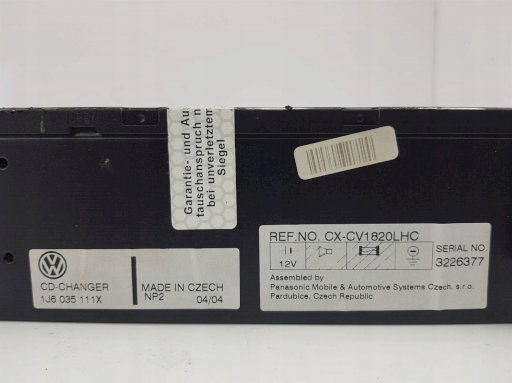 Garantie- und Au
tauschanspruch n
bei unverletztem
Siegel
CD-CHANGER
1J6 035 111X
MADE IN CZECH
NP2 04/04
REF.NO. CX-CV1820LHC
12V
SERIAL NO.
3226377
Assembled by
Panasonic Mobile & Automotive Systems Czech, s.r.o.
Pardubice, Czech Republic